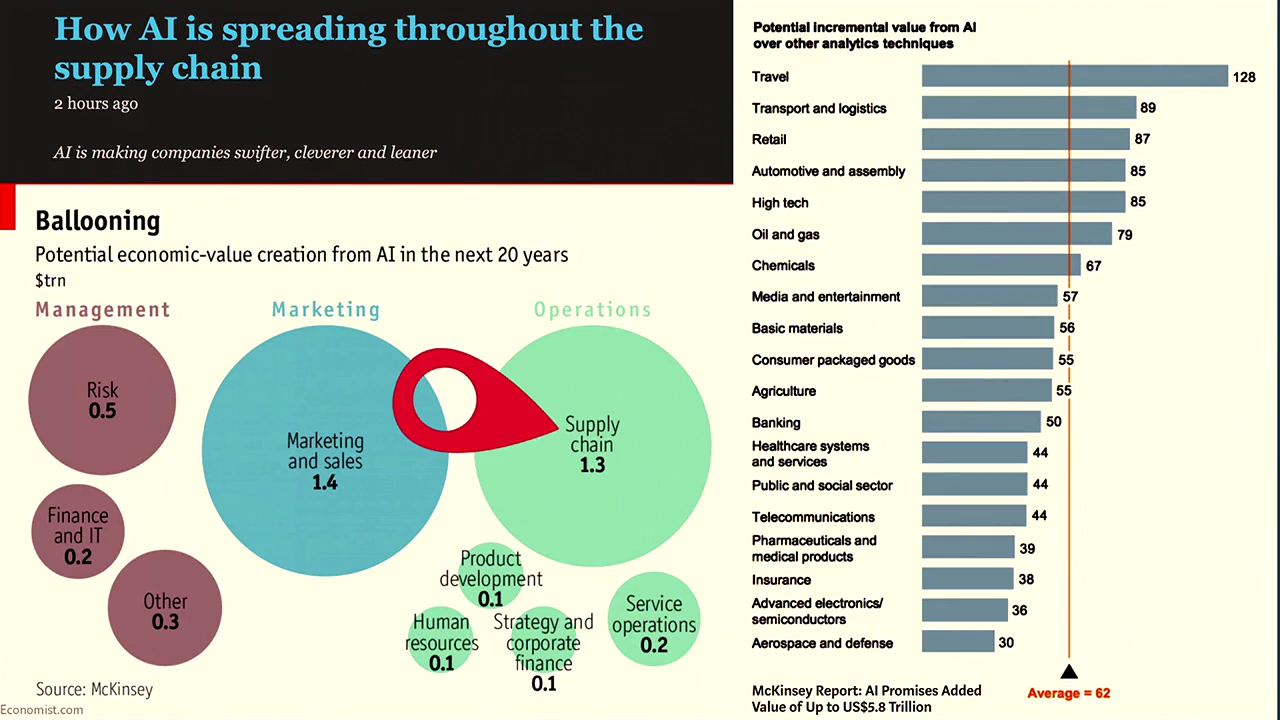 How AI is spreading throughout the
supply chain
2 hours ago
AI is making companies swifter, cleverer and leaner
Ballooning
Potential economic-value creation from AI in the next 20 years
$trn
Management
Marketing
Operations
Risk
0.5
Finance
and IT
0.2
Other
0.3
Marketing
and sales
1.4
Supply
chain
1.3
Product
development
0.1
Human
resources
0.1
Strategy and
corporate
finance
0.1
Service
operations
0.2
Source: McKinsey
Economist.com
Potential incremental value from AI
over other analytics techniques
Travel 128
Transport and logistics 89
Retail 87
Automotive and assembly 85
High tech 85
Oil and gas 79
Chemicals 67
Media and entertainment 57
Basic materials 56
Consumer packaged goods 55
Agriculture 55
Banking 50
Healthcare systems
and services 44
Public and social sector 44
Telecommunications 44
Pharmaceuticals and
medical products 39
Insurance 38
Advanced electronics/
semiconductors 36
Aerospace and defense 30
Average = 62
McKinsey Report: AI Promises Added
Value of Up to US$5.8 Trillion